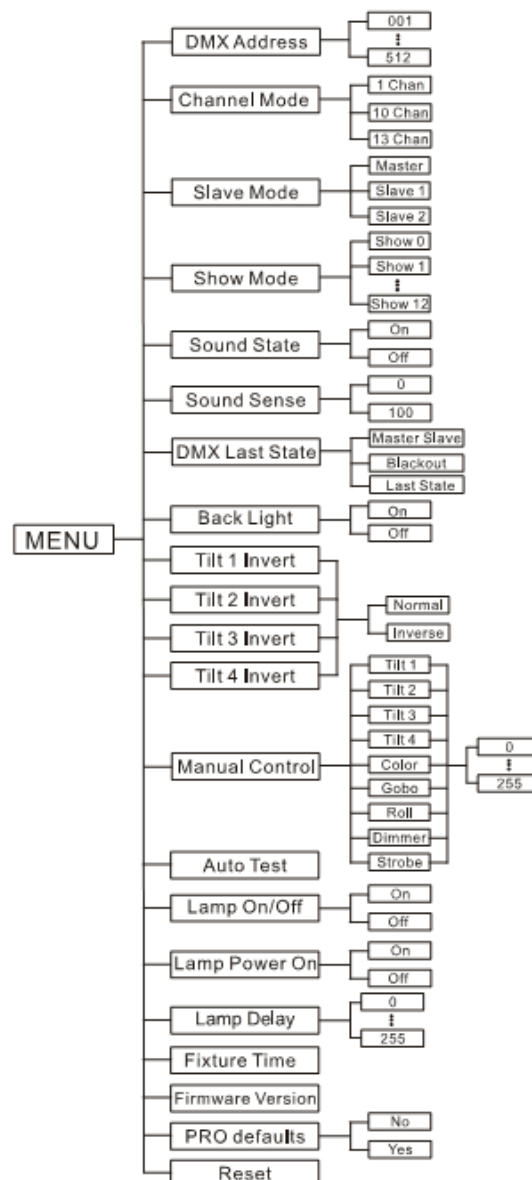 MENU
DMX Address
001
512
Channel Mode
1 Chan
10 Chan
13 Chan
Slave Mode
Master
Slave 1
Slave 2
Show Mode
Show 0
Show 1
Show 12
Sound State
On
Off
Sound Sense
0
100
DMX Last State
Master Slave
Blackout
Last State
Back Light
On
Off
Tilt 1 Invert
Tilt 2 Invert
Tilt 3 Invert
Tilt 4 Invert
Normal
Inverse
Manual Control
Tilt 1
Tilt 2
Tilt 3
Tilt 4
Color
Gobo
Roll
Dimmer
Strobe
0
255
Auto Test
Lamp On/Off
On
Off
Lamp Power On
On
Off
Lamp Delay
0
255
Fixture Time
Firmware Version
PRO defaults
No
Yes
Reset